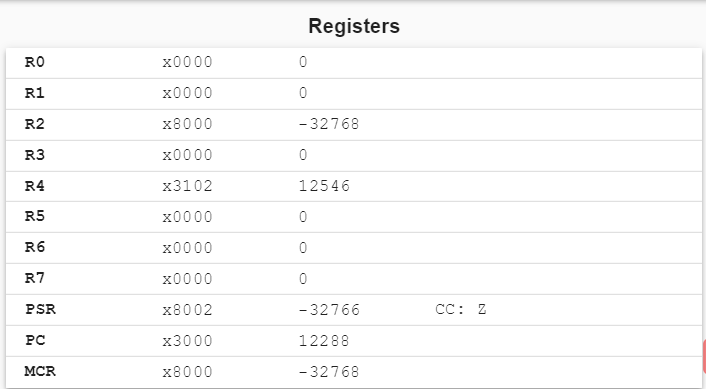 Registers
R0 x0000 0
R1 x0000 0
R2 x8000 -32768
R3 x0000 0
R4 x3102 12546
R5 x0000 0
R6 x0000 0
R7 x0000 0
PSR x8002 -32766 CC: Z
PC x3000 12288
MCR x8000 -32768